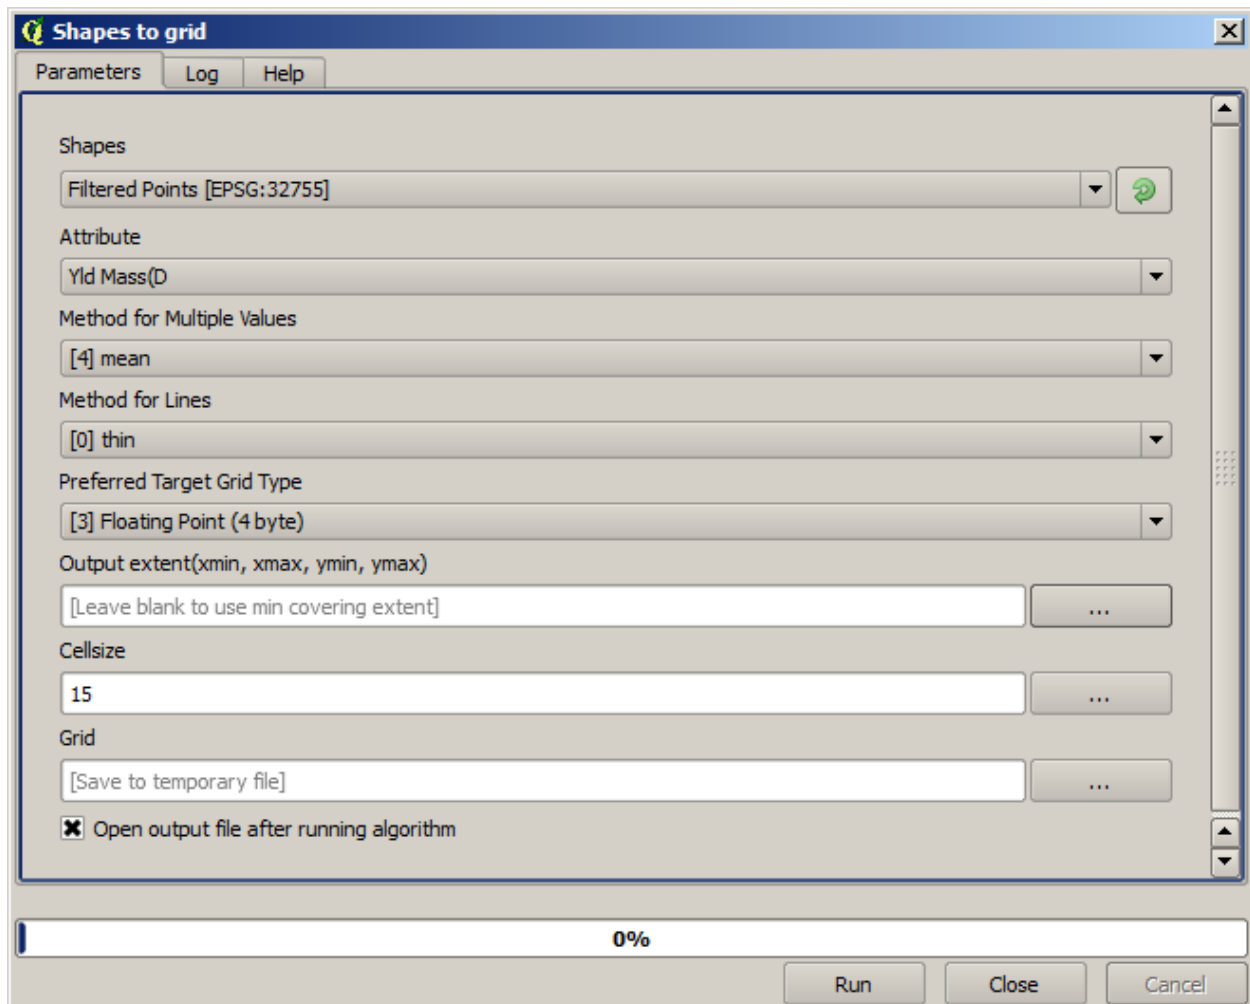 Shapes to grid
Parameters Log Help
Shapes
Filtered Points [EPSG:32755]
Attribute
Yld Mass(D
Method for Multiple Values
[4] mean
Method for Lines
[0] thin
Preferred Target Grid Type
[3] Floating Point (4 byte)
Output extent(xmin, xmax, ymin, ymax)
[Leave blank to use min covering extent] ...
Cellsize
15 ...
Grid
[Save to temporary file] ...
Open output file after running algorithm
0%
Run Close Cancel